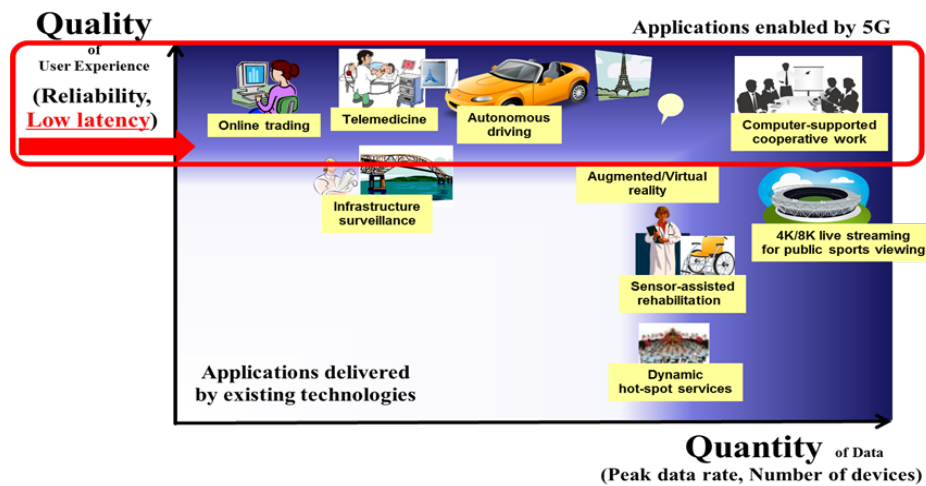 Quality
of
User Experience
(Reliability,
Low latency)
Applications enabled by 5G
Online trading
Telemedicine
Autonomous
driving
Computer-supported
cooperative work
Infrastructure
surveillance
Augmented/Virtual
reality
4K/8K live streaming
for public sports viewing
Sensor-assisted
rehabilitation
Dynamic
hot-spot services
Applications delivered
by existing technologies
Quantity of Data
(Peak data rate, Number of devices)